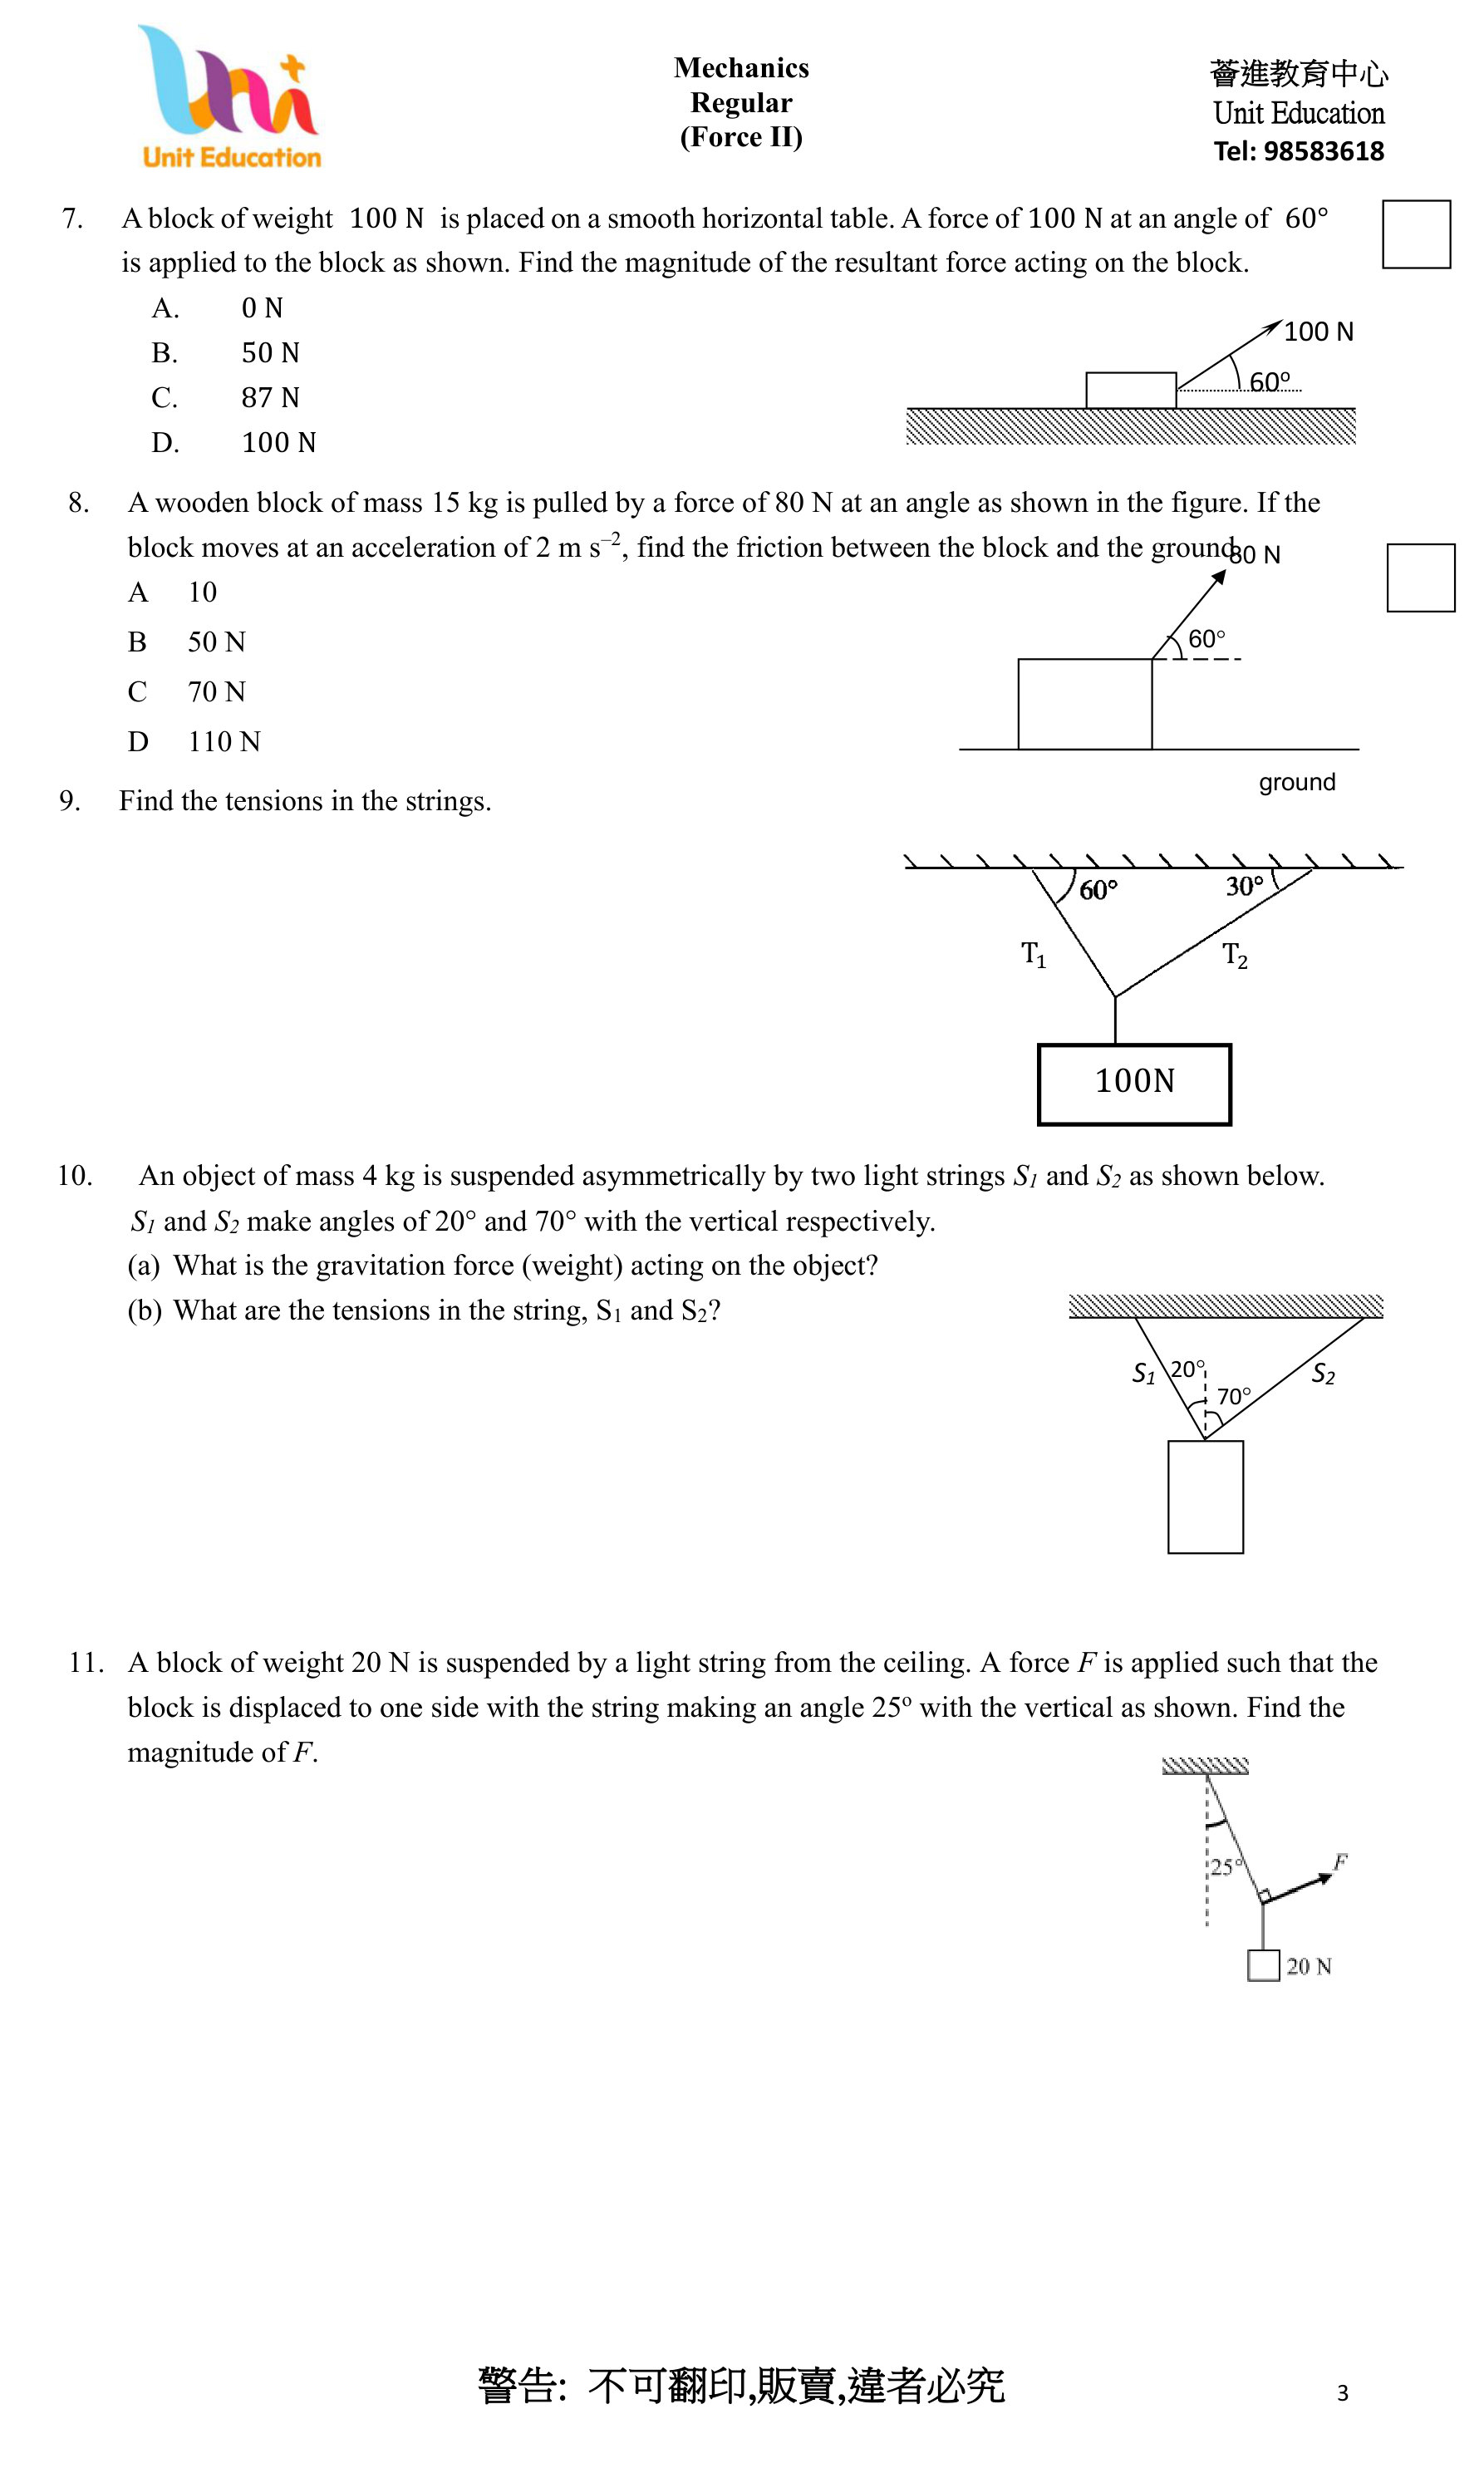 Unit Education
Mechanics
Regular
(Force II)
薈進教育中心
Unit Education
Tel: 98583618
7. A block of weight 100 N is placed on a smooth horizontal table. A force of 100 N at an angle of 60°
is applied to the block as shown. Find the magnitude of the resultant force acting on the block.
A. 0 N
B. 50 N
C. 87 N
D. 100 N
100 N
60º
8. A wooden block of mass 15 kg is pulled by a force of 80 N at an angle as shown in the figure. If the
block moves at an acceleration of 2 m s⁻², find the friction between the block and the ground.
A 10
B 50 N
C 70 N
D 110 N
80 N
60°
ground
9. Find the tensions in the strings.
60° 30°
T₁ T₂
100N
10. An object of mass 4 kg is suspended asymmetrically by two light strings S₁ and S₂ as shown below.
S₁ and S₂ make angles of 20° and 70° with the vertical respectively.
(a) What is the gravitation force (weight) acting on the object?
(b) What are the tensions in the string, S₁ and S₂?
S₁ 20° S₂
70°
11. A block of weight 20 N is suspended by a light string from the ceiling. A force F is applied such that the
block is displaced to one side with the string making an angle 25º with the vertical as shown. Find the
magnitude of F.
25° F
20 N
警告: 不可翻印,販賣,違者必究
3